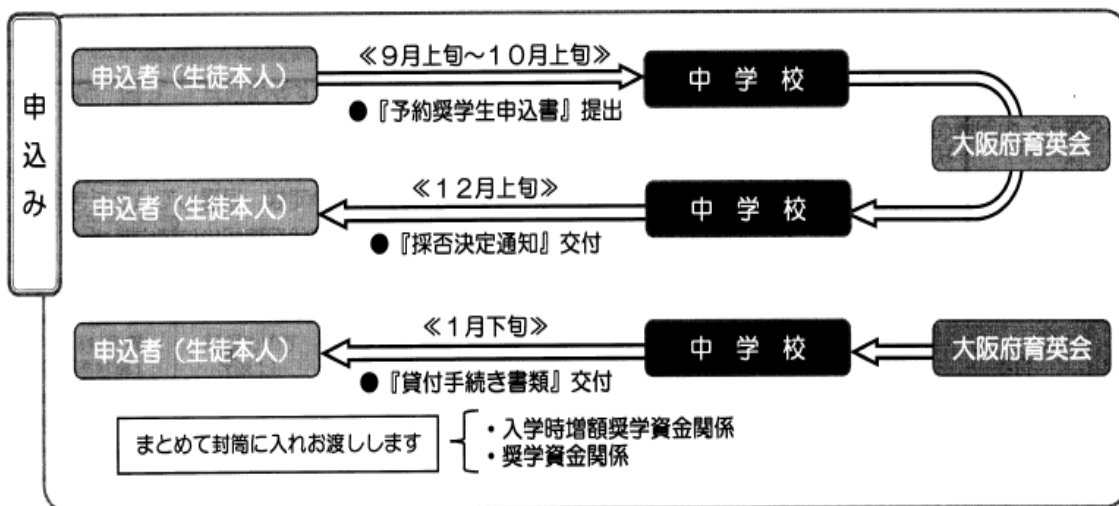 申込み
申込者（生徒本人）
≪９月上旬～１０月上旬≫
●『予約奨学生申込書』提出
中学校
大阪府育英会
申込者（生徒本人）
≪１２月上旬≫
●『採否決定通知』交付
中学校
申込者（生徒本人）
≪１月下旬≫
●『貸付手続き書類』交付
中学校
大阪府育英会
まとめて封筒に入れお渡しします
・入学時増額奨学資金関係
・奨学資金関係